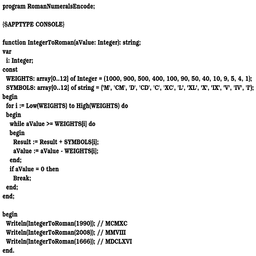 program RomanNumeralsEncode;

{$APPTYPE CONSOLE}

function IntegerToRoman(aValue: Integer): string;
var
  i: Integer;
const
  WEIGHTS: array[0..12] of Integer = (1000, 900, 500, 400, 100, 90, 50, 40, 10, 9, 5, 4, 1);
  SYMBOLS: array[0..12] of string = ('M', 'CM', 'D', 'CD', 'C', 'XC', 'L', 'XL', 'X', 'IX', 'V', 'IV', 'I');
begin
  for i := Low(WEIGHTS) to High(WEIGHTS) do
  begin
    while aValue >= WEIGHTS[i] do
    begin
      Result := Result + SYMBOLS[i];
      aValue := aValue - WEIGHTS[i];
    end;
    if aValue = 0 then
      Break;
  end;
end;

begin
  Writeln(IntegerToRoman(1990)); // MCMXC
  Writeln(IntegerToRoman(2008)); // MMVIII
  Writeln(IntegerToRoman(1666)); // MDCLXVI
end.